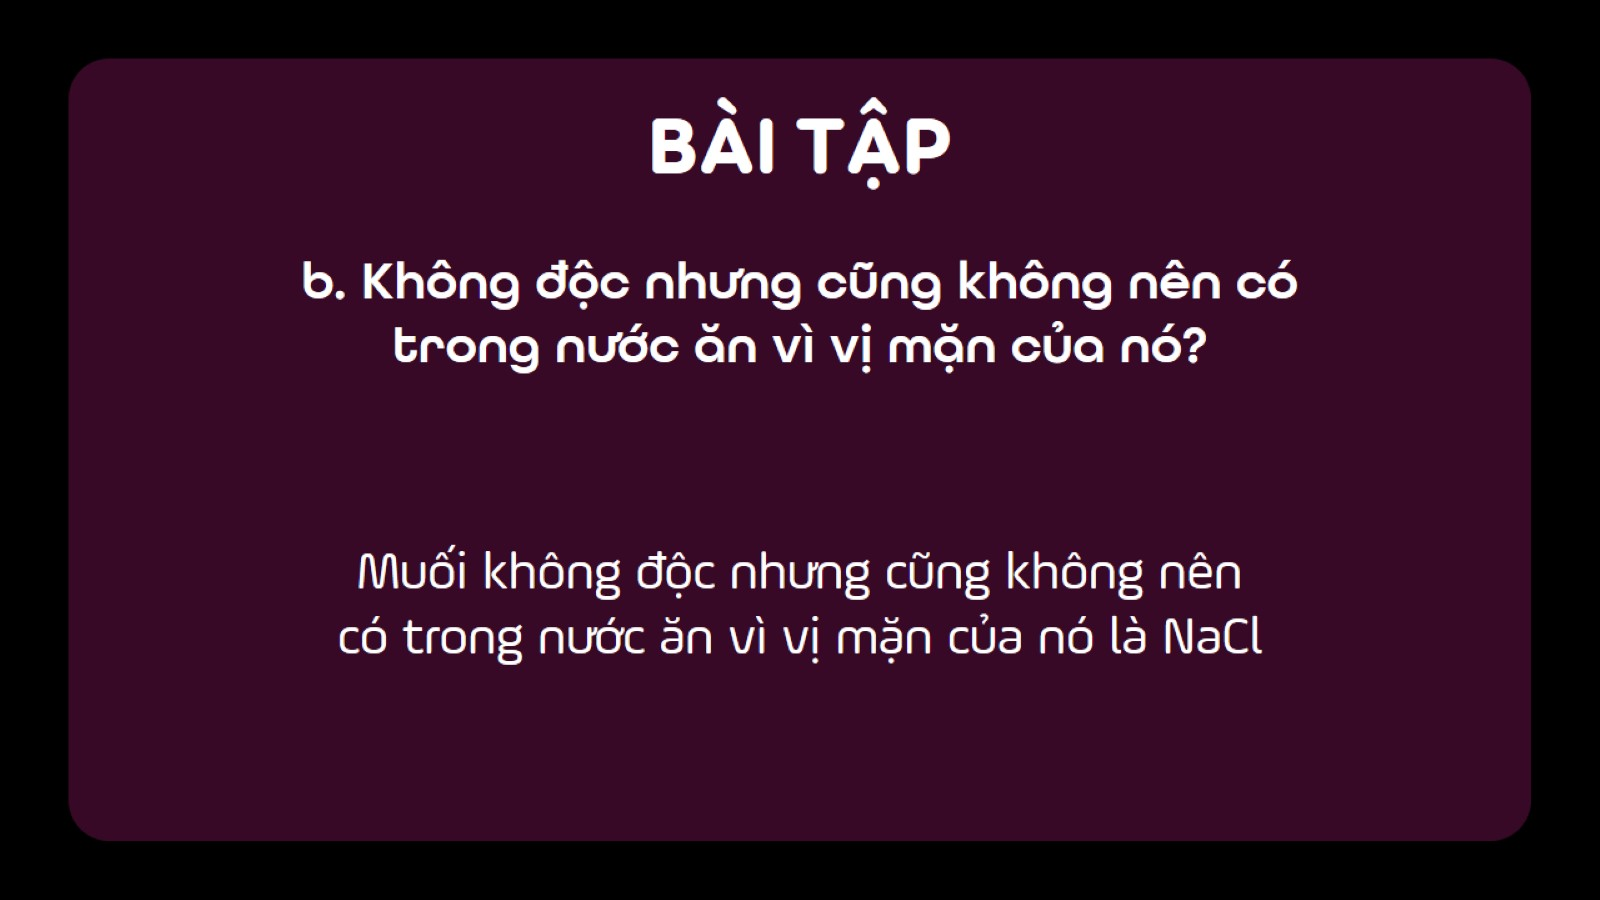 BÀI TẬP
b. Không độc nhưng cũng không nên có
trong nước ăn vì vị mặn của nó?
Muối không độc nhưng cũng không nên
có trong nước ăn vì vị mặn của nó là NaCl